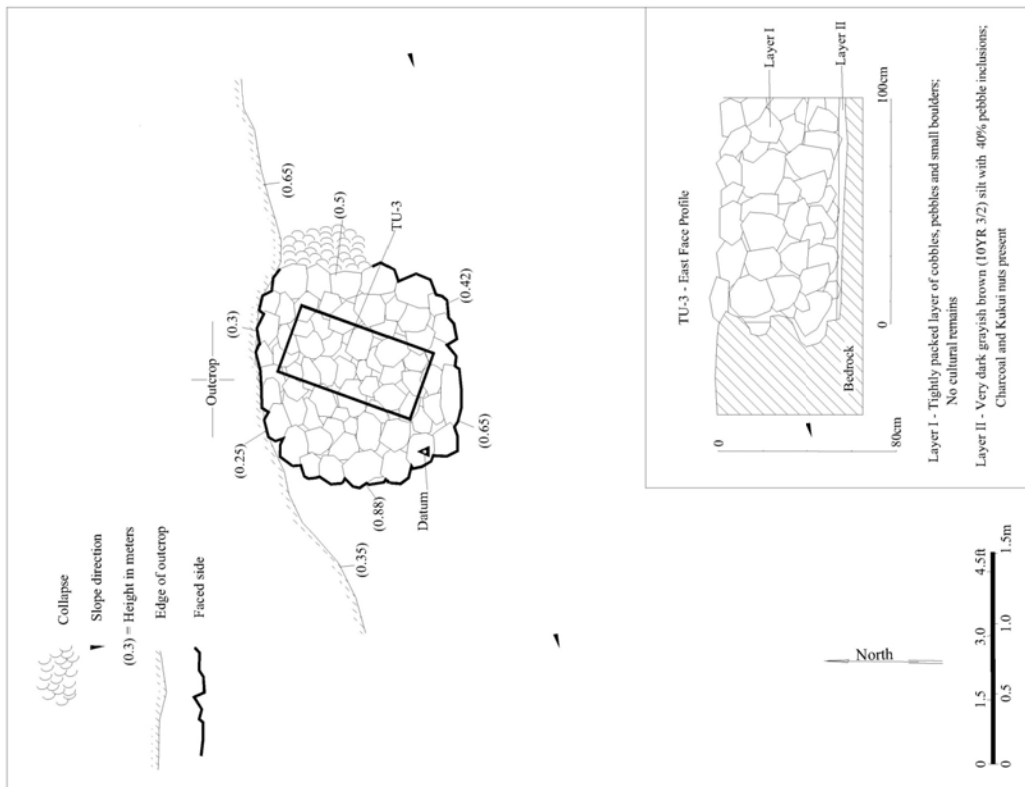 Collapse
Slope direction
(0.3) = Height in meters
Edge of outcrop
Faced side
Outcrop
(0.65)
(0.5)
TU-3
(0.3)
(0.42)
(0.25)
(0.65)
(0.88)
Datum
(0.35)
North
0 1.5 3.0 4.5ft
0 0.5 1.0 1.5m
TU-3 - East Face Profile
0
80cm
Bedrock
Layer I
Layer II
0 100cm
Layer I - Tightly packed layer of cobbles, pebbles and small boulders;
No cultural remains
Layer II - Very dark grayish brown (10YR 3/2) silt with 40% pebble inclusions;
Charcoal and Kukui nuts present